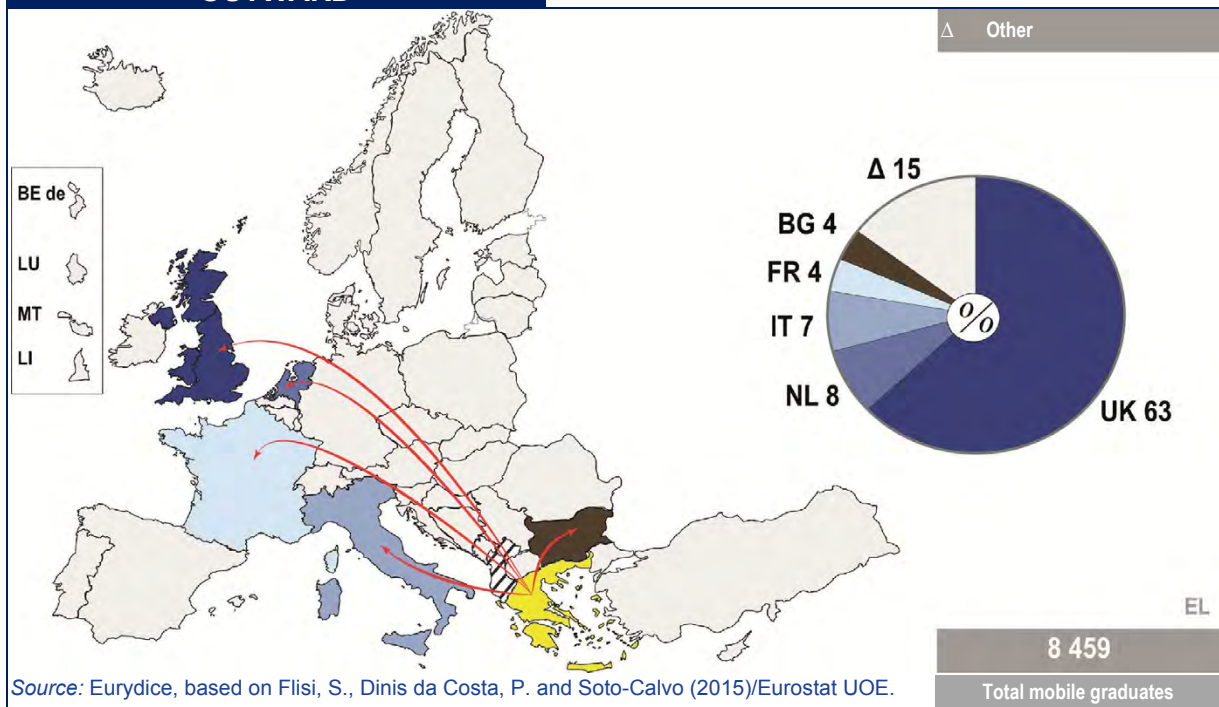 Δ Other
BE de
LU
MT
LI
Δ 15
BG 4
FR 4
IT 7
NL 8
%
UK 63
EL
8 459
Total mobile graduates
Source: Eurydice, based on Flisi, S., Dinis da Costa, P. and Soto-Calvo (2015)/Eurostat UOE.